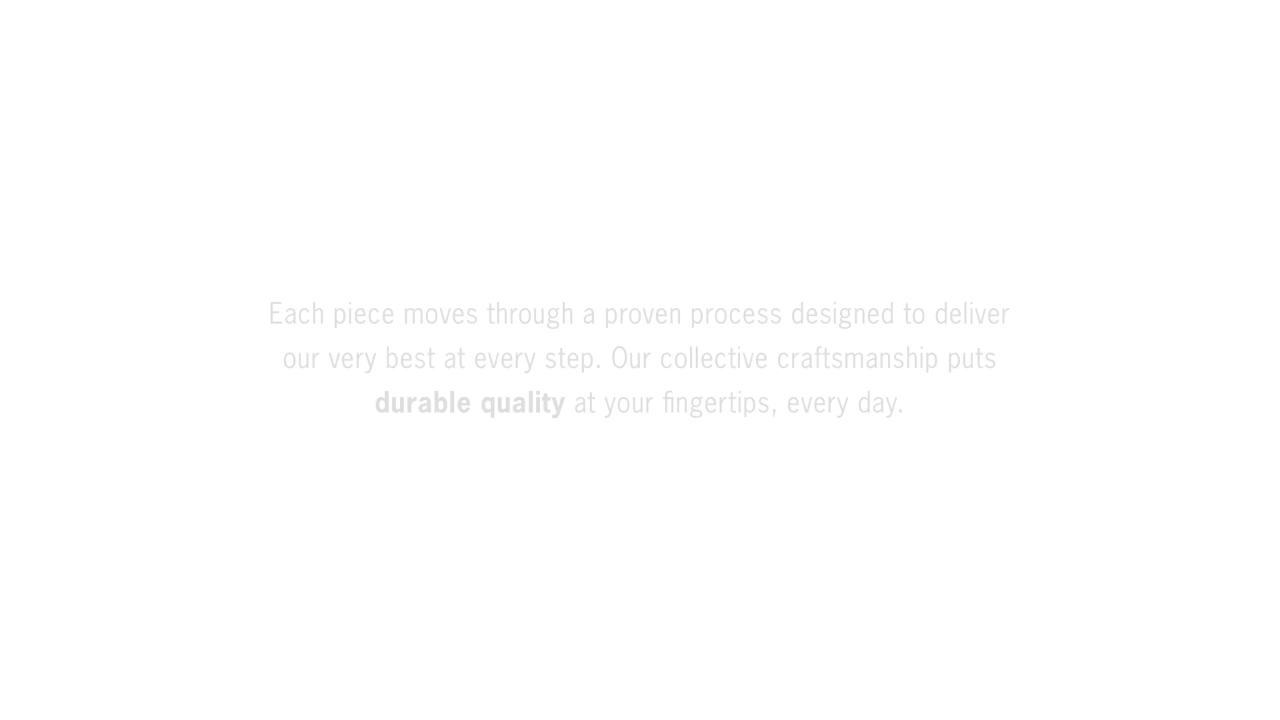 Each piece moves through a proven process designed to deliver
our very best at every step. Our collective craftsmanship puts
durable quality at your fingertips, every day.